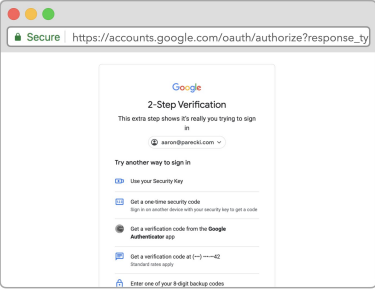 Secure https://accounts.google.com/oauth/authorize?response_ty
Google
2-Step Verification
This extra step shows it's really you trying to sign
in
aaron@parecki.com
Try another way to sign in
Use your Security Key
Get a one-time security code
Sign in on another device with your security key to get a code
Get a verification code from the Google
Authenticator app
Get a verification code at (•••) •••-••42
Standard rates apply
Enter one of your 8-digit backup codes